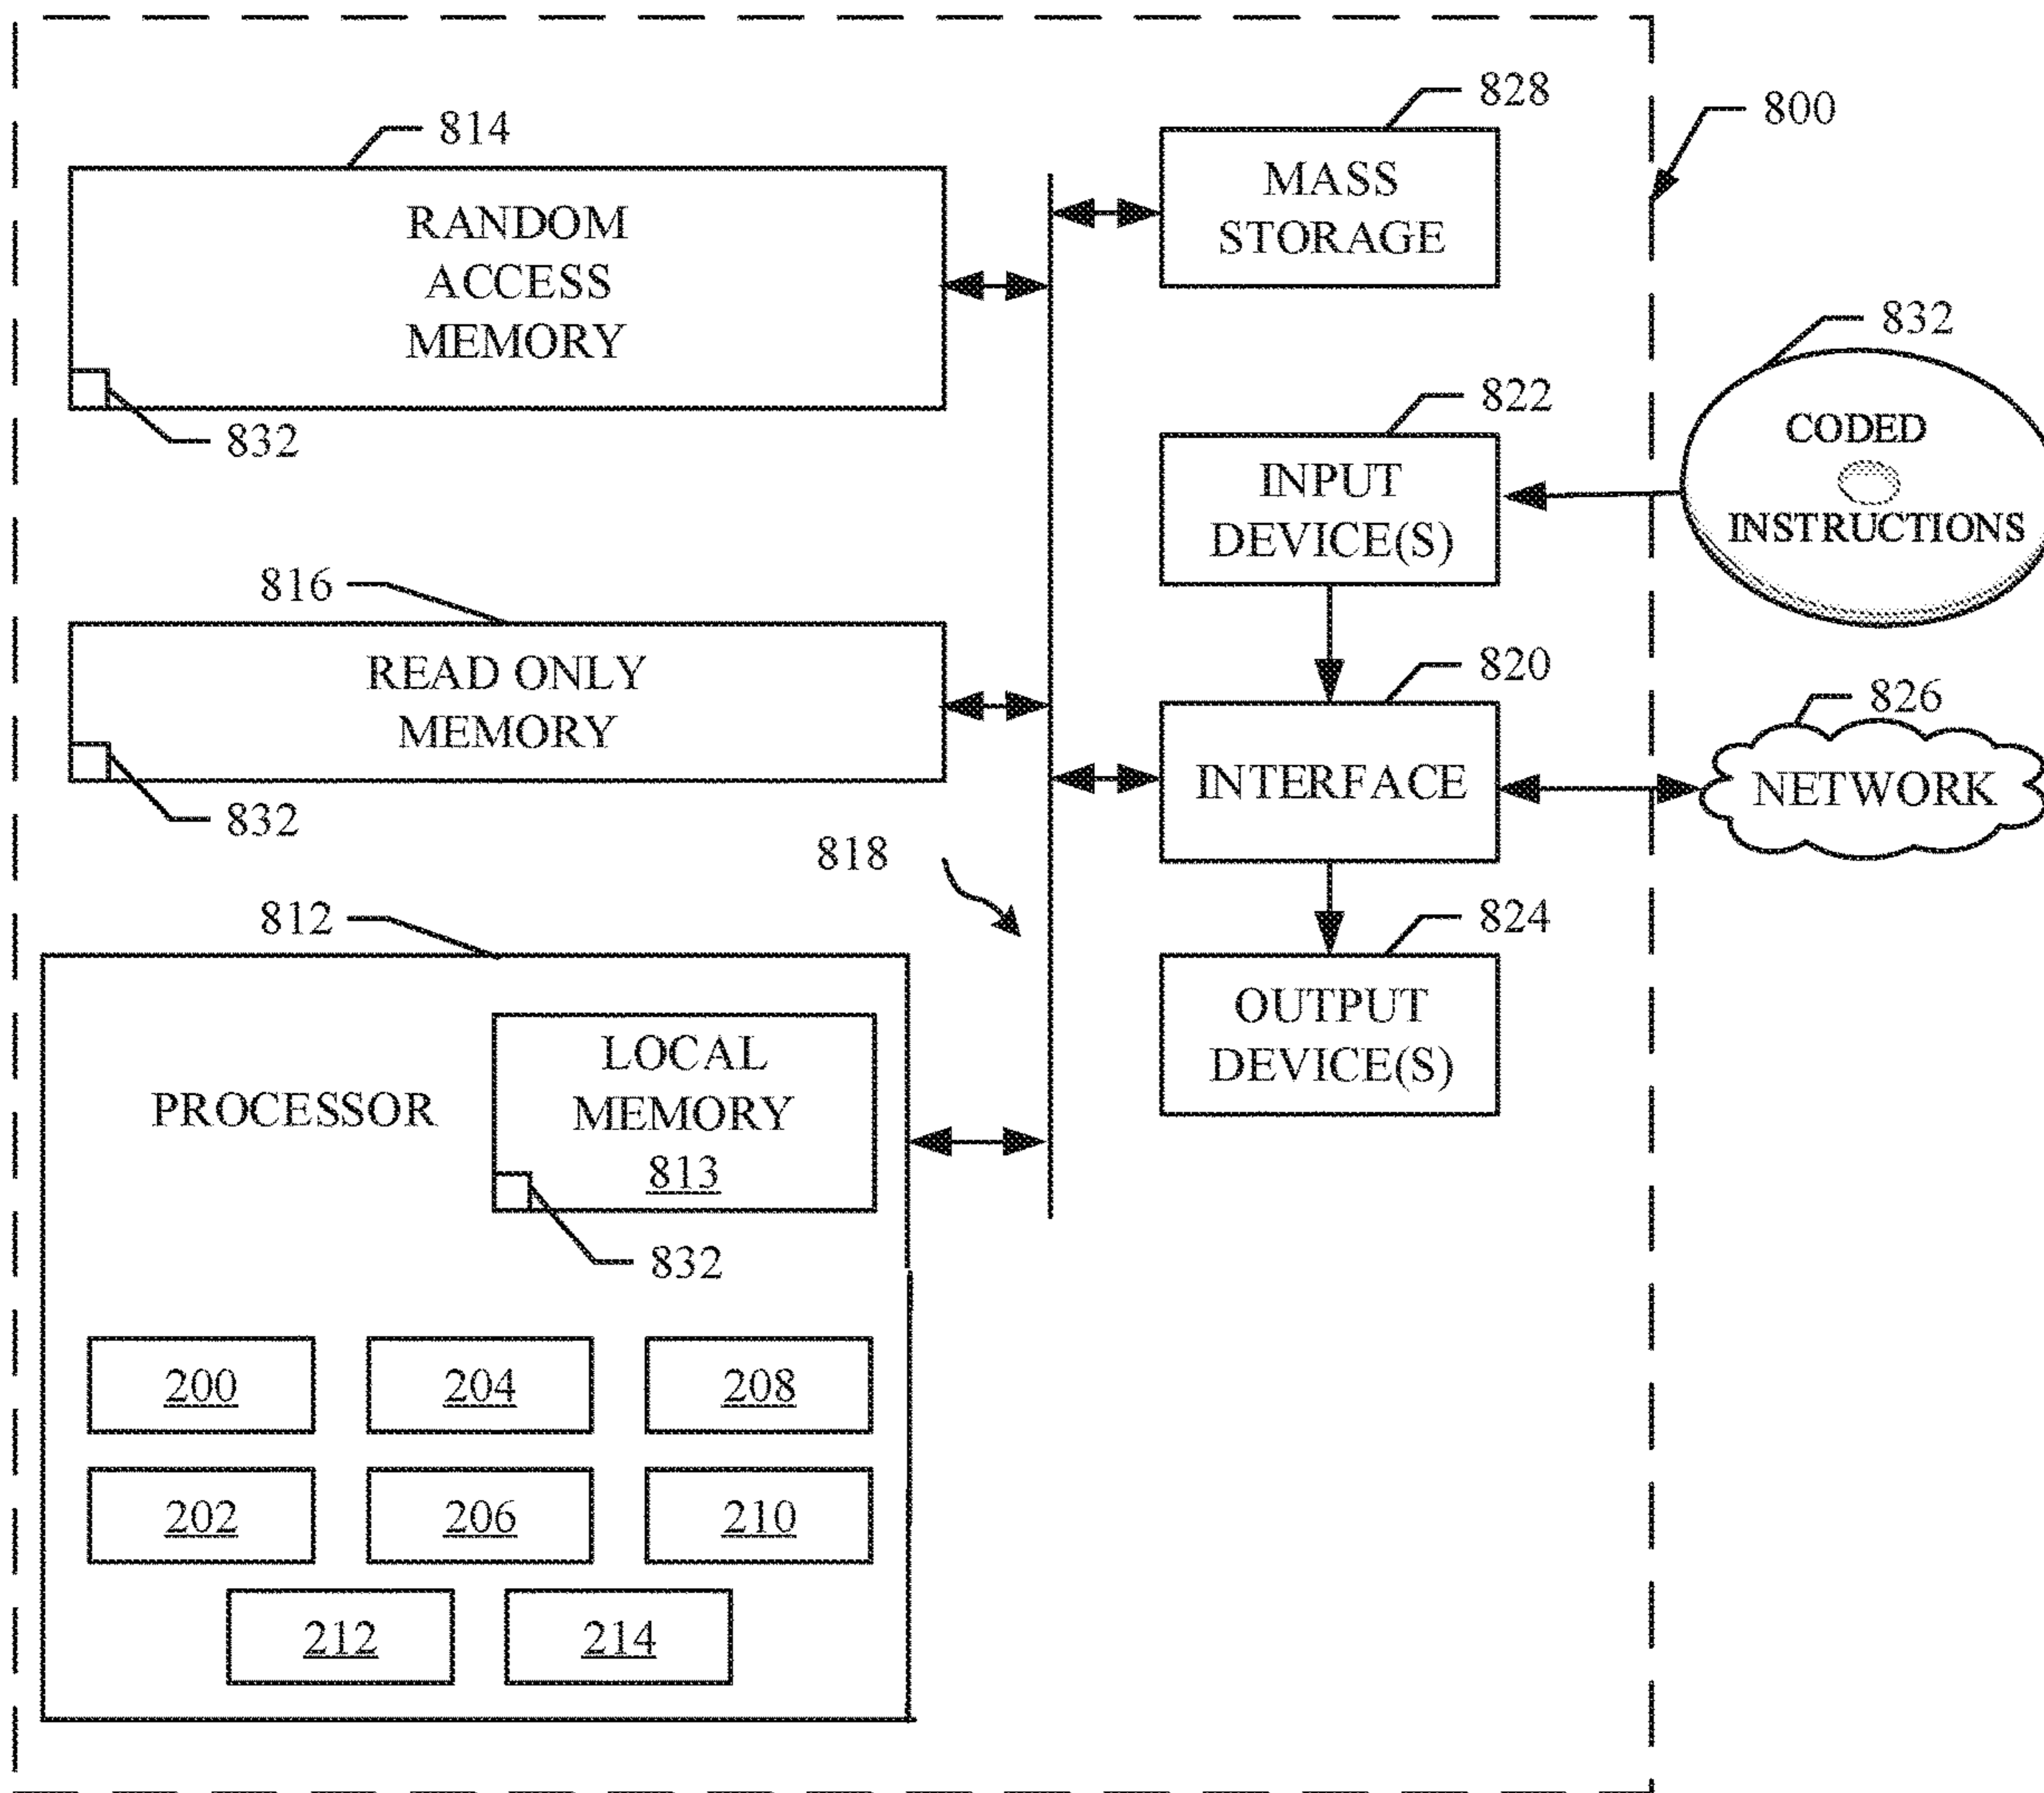 814
RANDOM
ACCESS
MEMORY
832
816
READ ONLY
MEMORY
832
818
812
PROCESSOR
LOCAL
MEMORY
813
832
200
204
208
202
206
210
212
214
828
MASS
STORAGE
800
822
INPUT
DEVICE(S)
832
CODED
INSTRUCTIONS
820
INTERFACE
826
NETWORK
824
OUTPUT
DEVICE(S)